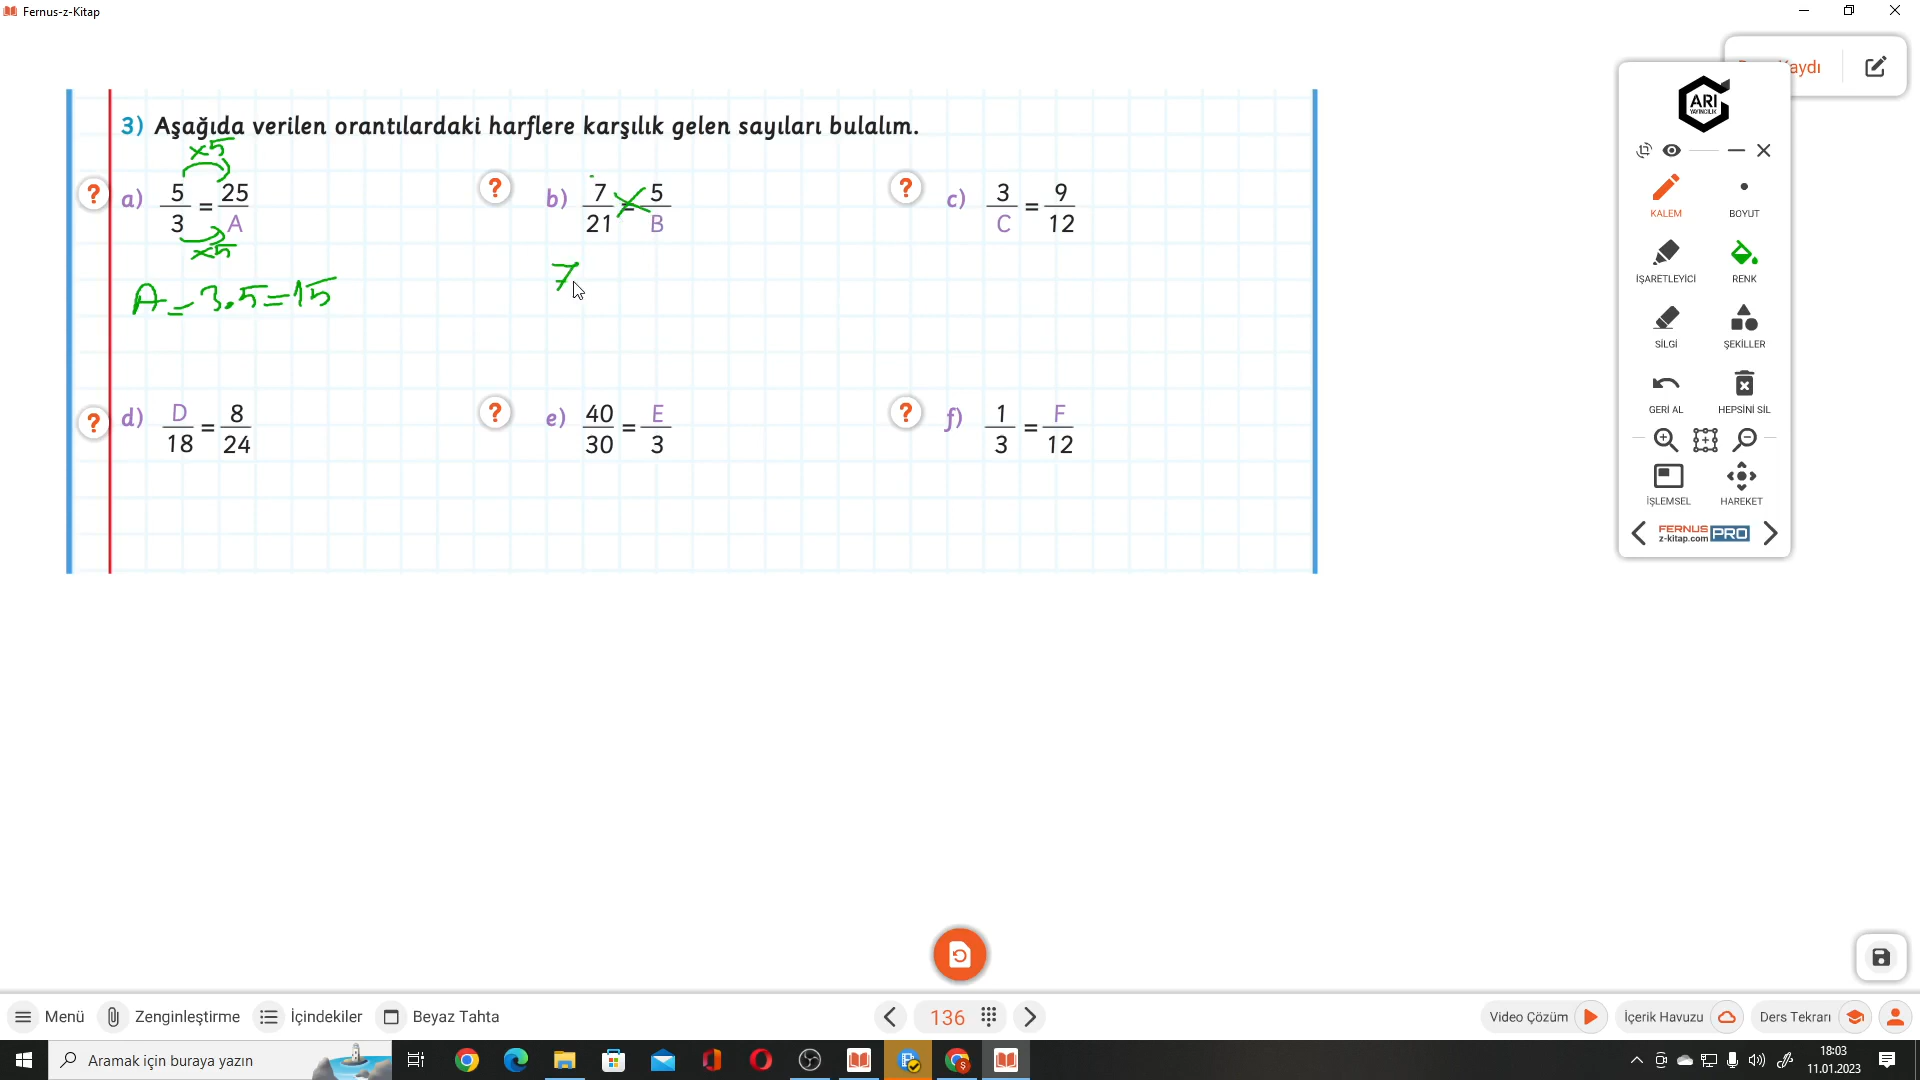 Fernus-z-Kitap
aydı
3) Aşağıda verilen orantılardaki harflere karşılık gelen sayıları bulalım.
×5
? a) 5/3 = 25/A
×5
A = 3.5 = 15
? b) 7/21 = 5/B
7
? c) 3/C = 9/12
? d) D/18 = 8/24
? e) 40/30 = E/3
? f) 1/3 = F/12
ARI
YAYINCILIK
KALEM BOYUT
İŞARETLEYİCİ RENK
SİLGİ ŞEKİLLER
GERİ AL HEPSİNİ SİL
İŞLEMSEL HAREKET
FERNUS
z-kitap.com PRO
Menü Zenginleştirme İçindekiler Beyaz Tahta 136 Video Çözüm İçerik Havuzu Ders Tekrarı
Aramak için buraya yazın
18:03
11.01.2023